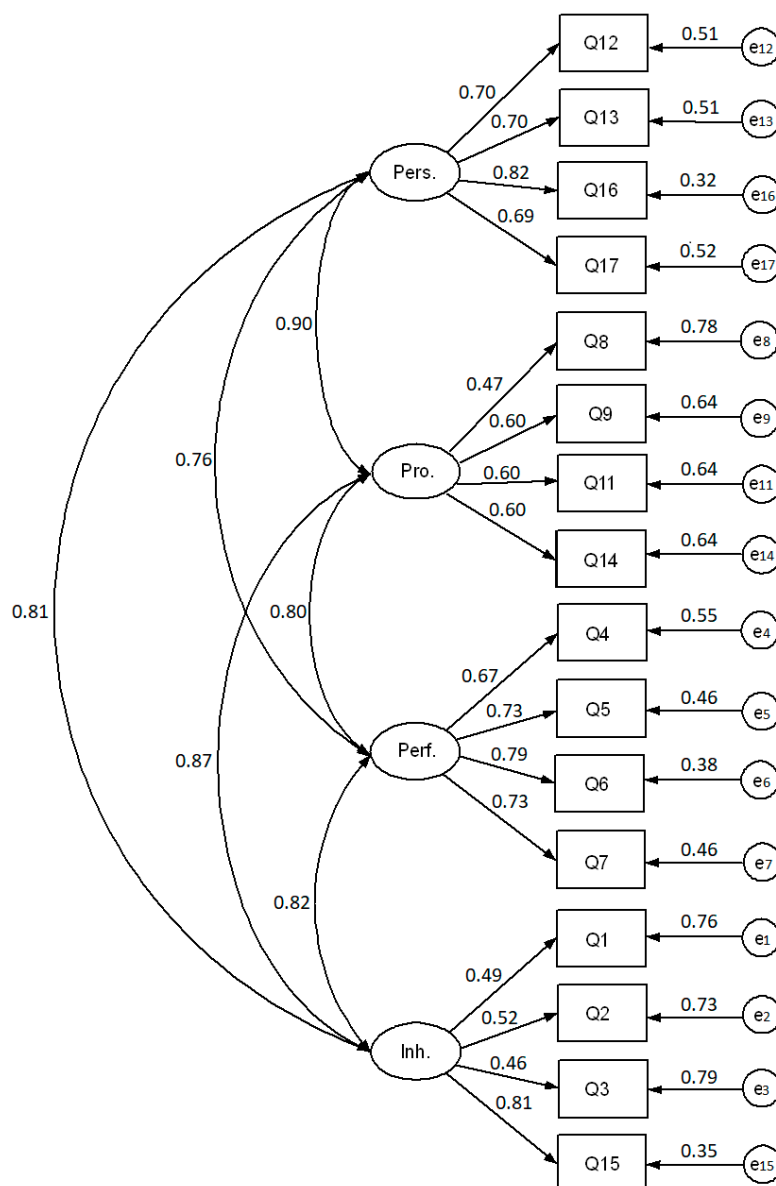 Q12 0.51 e12
0.70
Q13 0.51 e13
0.70
Pers.
0.82 Q16 0.32 e16
0.69
Q17 0.52 e17
0.90
Q8 0.78 e8
0.47
Q9 0.64 e9
0.60
0.76
Pro.
0.60 Q11 0.64 e11
0.60
Q14 0.64 e14
0.81
0.80
Q4 0.55 e4
0.67
Q5 0.46 e5
0.73
0.87
Perf.
0.79 Q6 0.38 e6
0.73
Q7 0.46 e7
0.82
Q1 0.76 e1
0.49
Q2 0.73 e2
0.52
Inh.
0.46 Q3 0.79 e3
0.81
Q15 0.35 e15